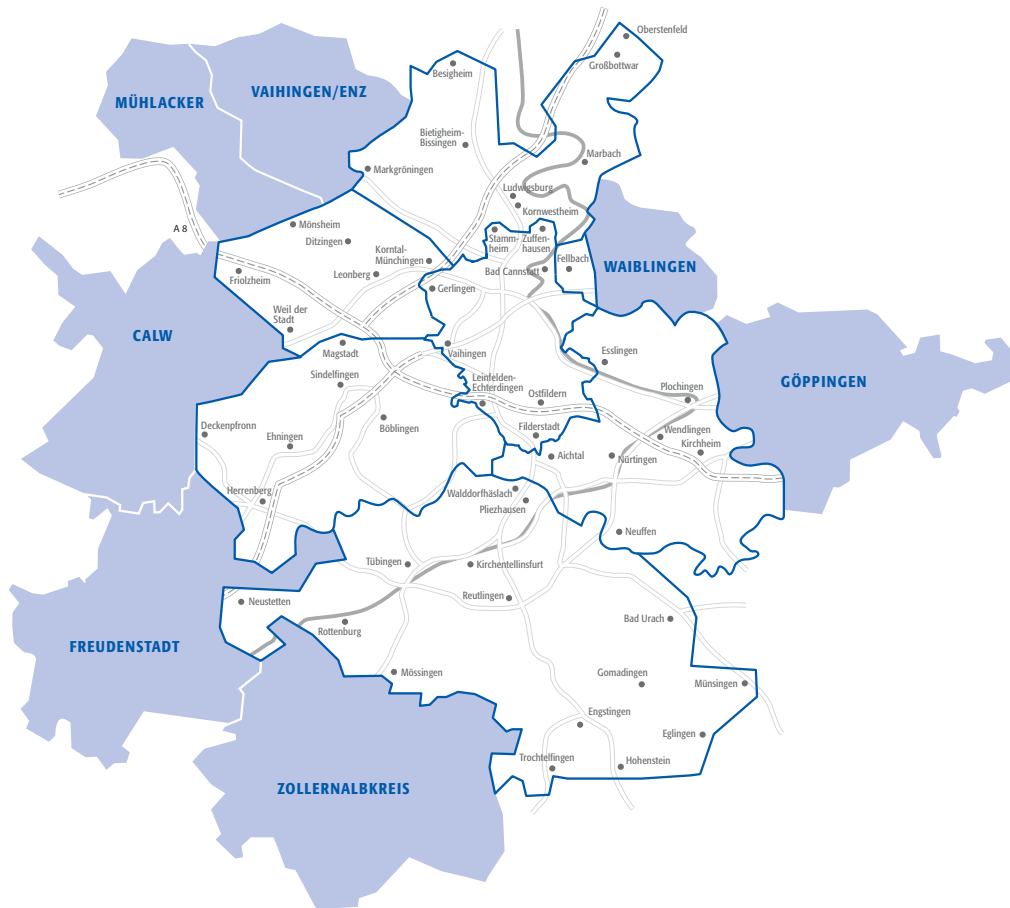 Oberstenfeld
Großbottwar
Besigheim
VAIHINGEN/ENZ
MÜHLACKER
Bietigheim-
Bissingen
Marbach
Markgröningen
Ludwigsburg
Kornwestheim
Mönsheim
A 8
Stamm-
heim
Zuffen-
hausen
Ditzingen
Korntal-
Münchingen
Fellbach
WAIBLINGEN
Friolzheim
Leonberg
Bad Cannstatt
Gerlingen
Weil der
Stadt
CALW
Magstadt
Vaihingen
Esslingen
Sindelfingen
Leinfelden-
Echterdingen
GÖPPINGEN
Plochingen
Ostfildern
Böblingen
Deckenpfronn
Ehningen
Filderstadt
Wendlingen
Kirchheim
Aichtal
Nürtingen
Herrenberg
Walddorfhäslach
Pliezhausen
Neuffen
Tübingen
Kirchentellinsfurt
Neustetten
Reutlingen
Rottenburg
Bad Urach
FREUDENSTADT
Mössingen
Gomadingen
Münsingen
Engstingen
Eglingen
Trochtelfingen
Hohenstein
ZOLLERNALBKREIS